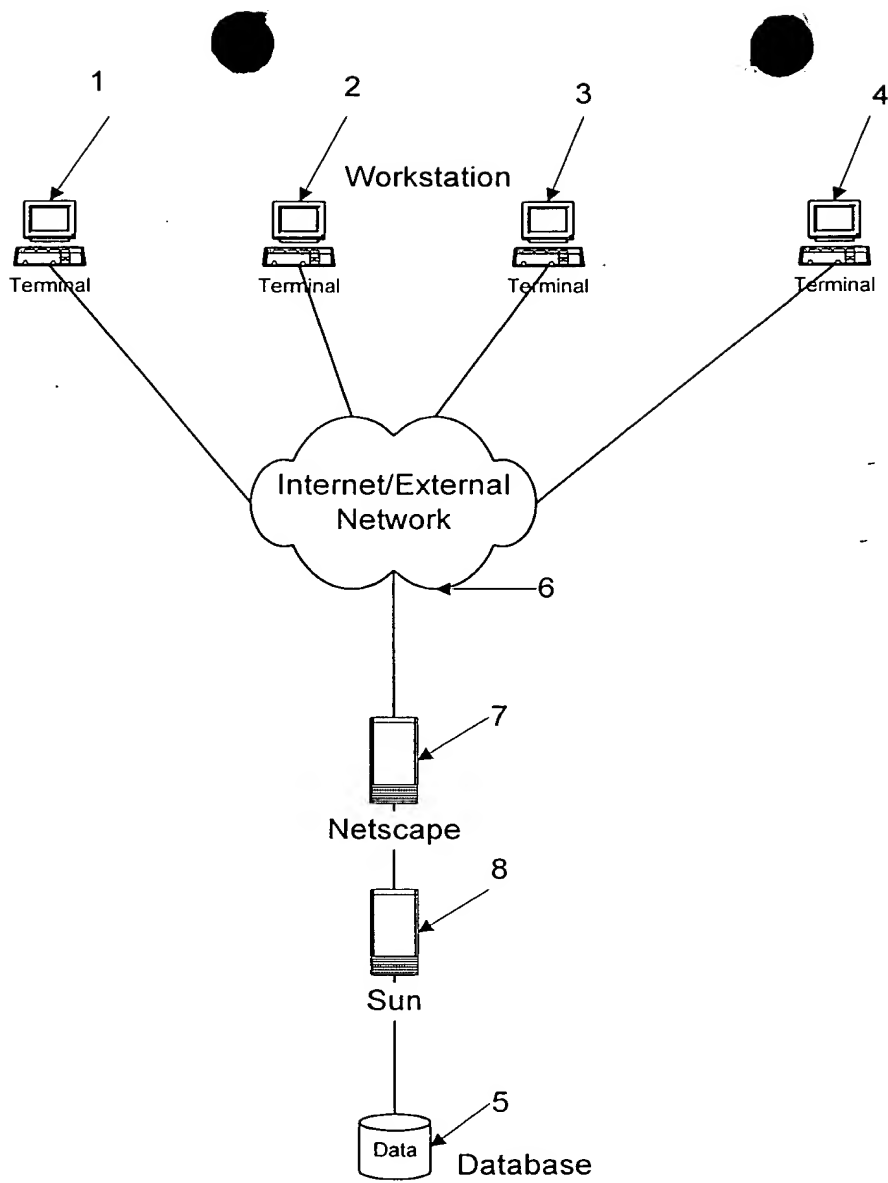 1 2 3 4
Workstation
Terminal Terminal Terminal Terminal
Internet/External
Network
6
7
Netscape
8
Sun
5
Data
Database